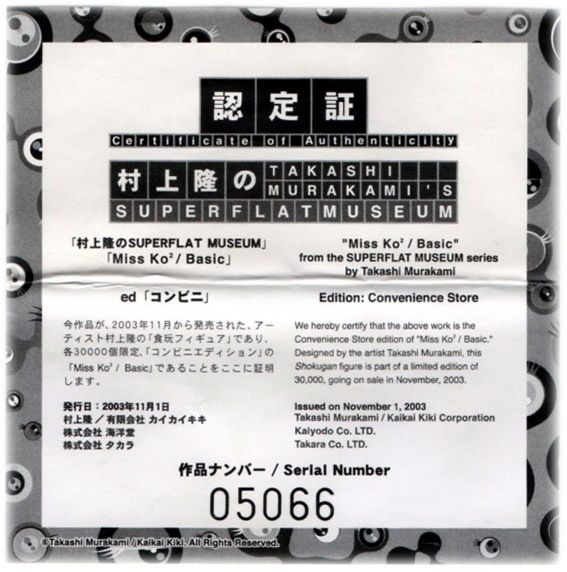 認定証
Certificate of Authenticity
村上隆の TAKASHI MURAKAMI'S
SUPERFLATMUSEUM
「村上隆のSUPERFLAT MUSEUM」
「Miss Ko² / Basic」
"Miss Ko² / Basic"
from the SUPERFLAT MUSEUM series
by Takashi Murakami
ed「コンビニ」
Edition: Convenience Store
今作品が、2003年11月から発売された、アー
ティスト村上隆の「食玩フィギュア」であり、
各30000個限定、「コンビニエディション」の
「Miss Ko² / Basic」であることをここに証明
します。
We hereby certify that the above work is the
Convenience Store edition of "Miss Ko² / Basic."
Designed by the artist Takashi Murakami, this
Shokugan figure is part of a limited edition of
30,000, going on sale in November, 2003.
発行日：2003年11月1日
村上隆／有限会社 カイカイキキ
株式会社 海洋堂
株式会社 タカラ
Issued on November 1, 2003
Takashi Murakami / Kaikai Kiki Corporation
Kaiyodo Co. LTD.
Takara Co. LTD.
作品ナンバー / Serial Number
05066
©Takashi Murakami/Kaikai Kiki. All Rights Reserved.